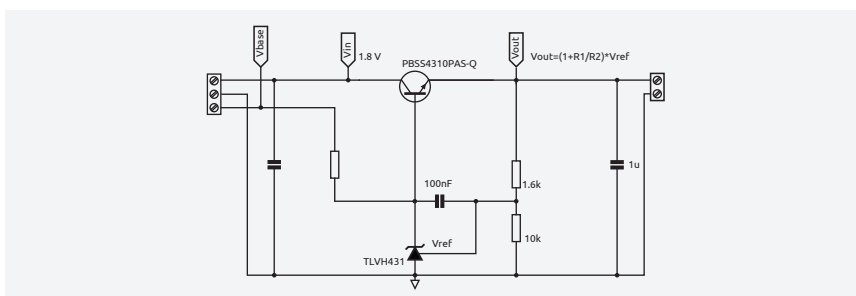 Vbase
Vin
1.8 V
Vout
Vout=(1+R1/R2)*Vref
PBSS4310PAS-Q
100nF
1.6k
1u
Vref
10k
TLVH431